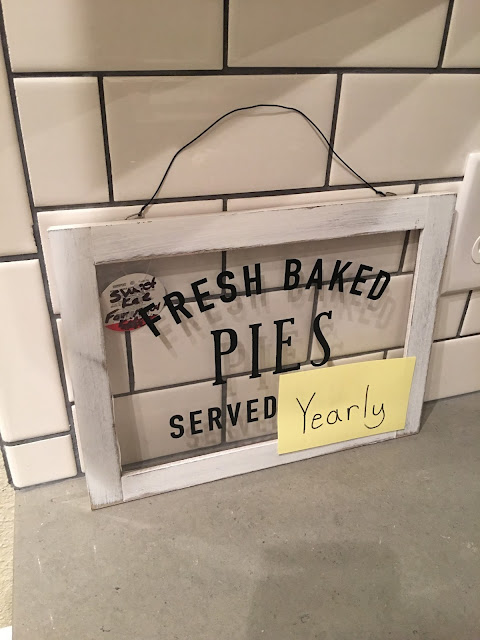 FRESH BAKED
PIES
SERVED
Yearly